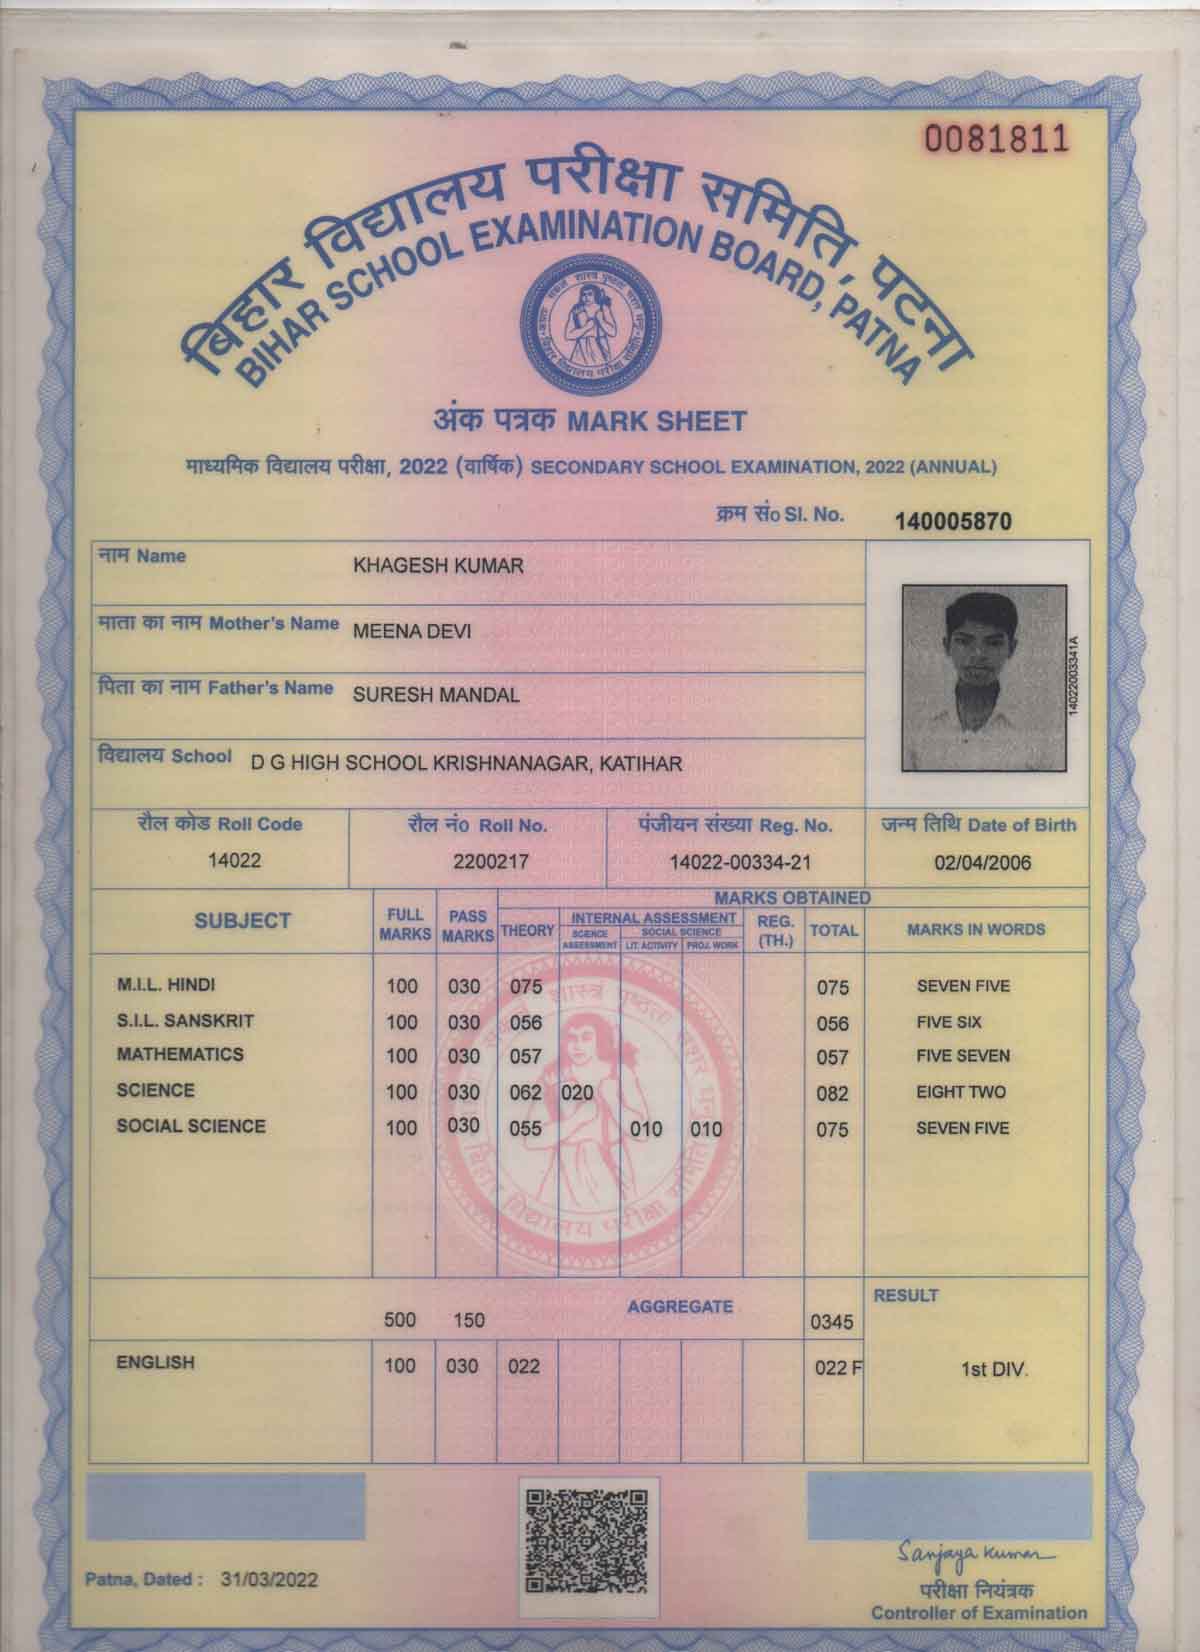 0081811
बिहार विद्यालय परीक्षा समिति, पटना
BIHAR SCHOOL EXAMINATION BOARD, PATNA
अंक पत्रक MARK SHEET
माध्यमिक विद्यालय परीक्षा, 2022 (वार्षिक) SECONDARY SCHOOL EXAMINATION, 2022 (ANNUAL)
क्रम सं० Sl. No. 140005870
नाम Name KHAGESH KUMAR
माता का नाम Mother's Name MEENA DEVI
पिता का नाम Father's Name SURESH MANDAL
14022003341A
विद्यालय School D G HIGH SCHOOL KRISHNANAGAR, KATIHAR
रौल कोड Roll Code रौल नं० Roll No. पंजीयन संख्या Reg. No. जन्म तिथि Date of Birth
14022 2200217 14022-00334-21 02/04/2006
MARKS OBTAINED
SUBJECT FULL MARKS PASS MARKS THEORY INTERNAL ASSESSMENT REG. (TH.) TOTAL MARKS IN WORDS
SCIENCE ASSESSMENT SOCIAL SCIENCE
LIT. ACTIVITY PROJ. WORK
M.I.L. HINDI 100 030 075 075 SEVEN FIVE
S.I.L. SANSKRIT 100 030 056 056 FIVE SIX
MATHEMATICS 100 030 057 057 FIVE SEVEN
SCIENCE 100 030 062 020 082 EIGHT TWO
SOCIAL SCIENCE 100 030 055 010 010 075 SEVEN FIVE
बिहार विद्यालय परीक्षा समिति
500 150 AGGREGATE 0345 RESULT
ENGLISH 100 030 022 022 F 1st DIV.
Sanjaya Kumar
Patna, Dated : 31/03/2022
परीक्षा नियंत्रक
Controller of Examination